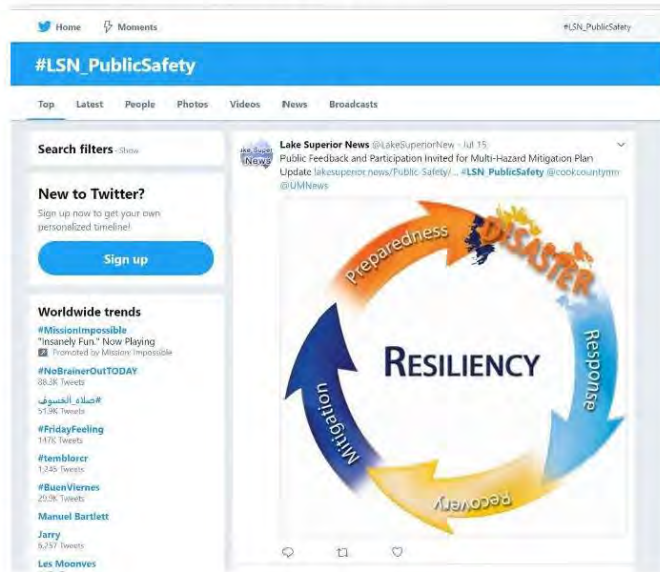 Home Moments #LSN_PublicSafety
#LSN_PublicSafety
Top Latest People Photos Videos News Broadcasts
Search filters · Show
New to Twitter?
Sign up now to get your own
personalized timeline!
Sign up
Worldwide trends
#MissionImpossible
"Insanely Fun." Now Playing
Promoted by Mission: Impossible
#NoBrainerOutTODAY
88.3K Tweets
#صلاه_الخسوف
51.9K Tweets
#FridayFeeling
147K Tweets
#temblorcr
1,245 Tweets
#BuenViernes
29.9K Tweets
Manuel Bartlett
Jarry
6,257 Tweets
Les Moonves
Lake Superior News @LakeSuperiorNew · Jul 15
Public Feedback and Participation Invited for Multi-Hazard Mitigation Plan
Update lakesuperior.news/Public-Safety/... #LSN_PublicSafety @cookcountymn
@UMNews
Preparedness
DISASTER
Response
RESILIENCY
Mitigation
Recovery